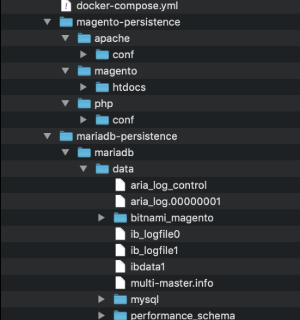 docker-compose.yml
magento-persistence
apache
conf
magento
htdocs
php
conf
mariadb-persistence
mariadb
data
aria_log_control
aria_log.00000001
bitnami_magento
ib_logfile0
ib_logfile1
ibdata1
multi-master.info
mysql
performance_schema